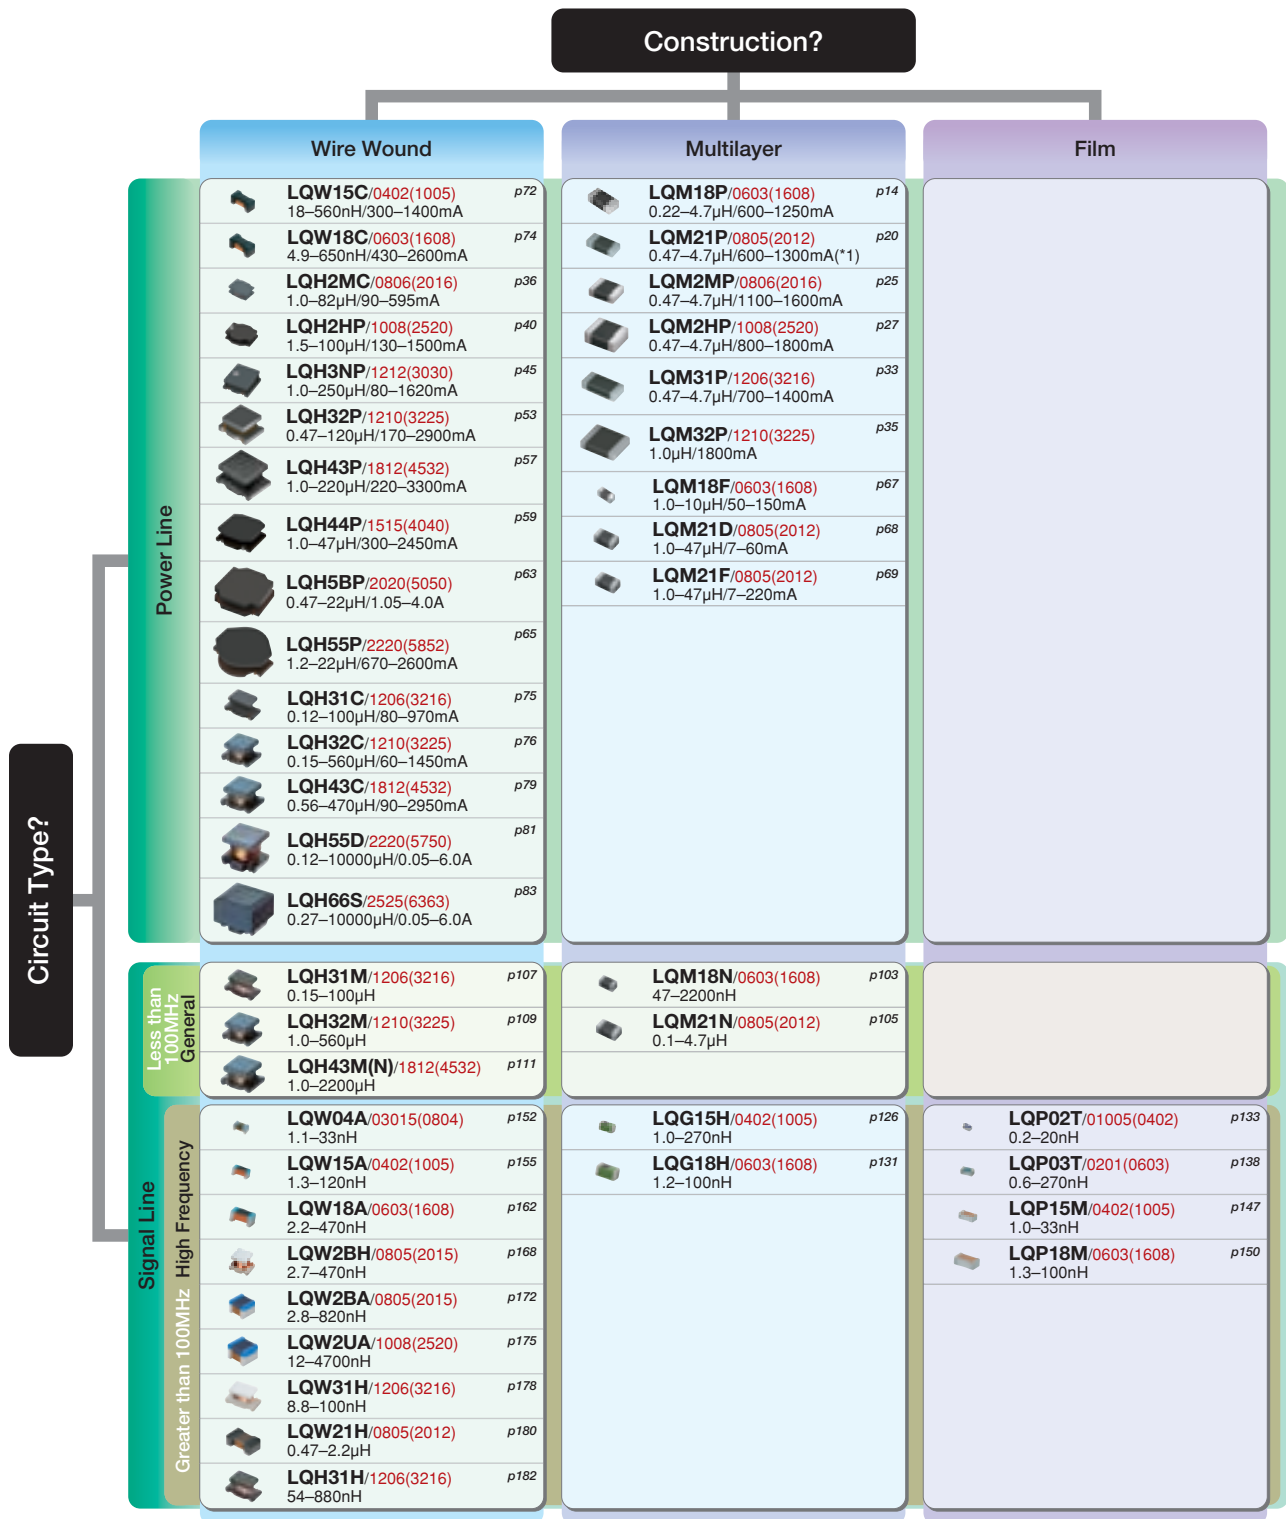 Construction?
Wire Wound
Multilayer
Film
Circuit Type?
Power Line
LQW15C/0402(1005) p72
18–560nH/300–1400mA
LQW18C/0603(1608) p74
4.9–650nH/430–2600mA
LQH2MC/0806(2016) p36
1.0–82µH/90–595mA
LQH2HP/1008(2520) p40
1.5–100µH/130–1500mA
LQH3NP/1212(3030) p45
1.0–250µH/80–1620mA
LQH32P/1210(3225) p53
0.47–120µH/170–2900mA
LQH43P/1812(4532) p57
1.0–220µH/220–3300mA
LQH44P/1515(4040) p59
1.0–47µH/300–2450mA
LQH5BP/2020(5050) p63
0.47–22µH/1.05–4.0A
LQH55P/2220(5852) p65
1.2–22µH/670–2600mA
LQH31C/1206(3216) p75
0.12–100µH/80–970mA
LQH32C/1210(3225) p76
0.15–560µH/60–1450mA
LQH43C/1812(4532) p79
0.56–470µH/90–2950mA
LQH55D/2220(5750) p81
0.12–10000µH/0.05–6.0A
LQH66S/2525(6363) p83
0.27–10000µH/0.05–6.0A
LQM18P/0603(1608) p14
0.22–4.7µH/600–1250mA
LQM21P/0805(2012) p20
0.47–4.7µH/600–1300mA(*1)
LQM2MP/0806(2016) p25
0.47–4.7µH/1100–1600mA
LQM2HP/1008(2520) p27
0.47–4.7µH/800–1800mA
LQM31P/1206(3216) p33
0.47–4.7µH/700–1400mA
LQM32P/1210(3225) p35
1.0µH/1800mA
LQM18F/0603(1608) p67
1.0–10µH/50–150mA
LQM21D/0805(2012) p68
1.0–47µH/7–60mA
LQM21F/0805(2012) p69
1.0–47µH/7–220mA
Signal Line
Less than
100MHz
General
LQH31M/1206(3216) p107
0.15–100µH
LQH32M/1210(3225) p109
1.0–560µH
LQH43M(N)/1812(4532) p111
1.0–2200µH
LQM18N/0603(1608) p103
47–2200nH
LQM21N/0805(2012) p105
0.1–4.7µH
Greater than 100MHz High Frequency
LQW04A/03015(0804) p152
1.1–33nH
LQW15A/0402(1005) p155
1.3–120nH
LQW18A/0603(1608) p162
2.2–470nH
LQW2BH/0805(2015) p168
2.7–470nH
LQW2BA/0805(2015) p172
2.8–820nH
LQW2UA/1008(2520) p175
12–4700nH
LQW31H/1206(3216) p178
8.8–100nH
LQW21H/0805(2012) p180
0.47–2.2µH
LQH31H/1206(3216) p182
54–880nH
LQG15H/0402(1005) p126
1.0–270nH
LQG18H/0603(1608) p131
1.2–100nH
LQP02T/01005(0402) p133
0.2–20nH
LQP03T/0201(0603) p138
0.6–270nH
LQP15M/0402(1005) p147
1.0–33nH
LQP18M/0603(1608) p150
1.3–100nH